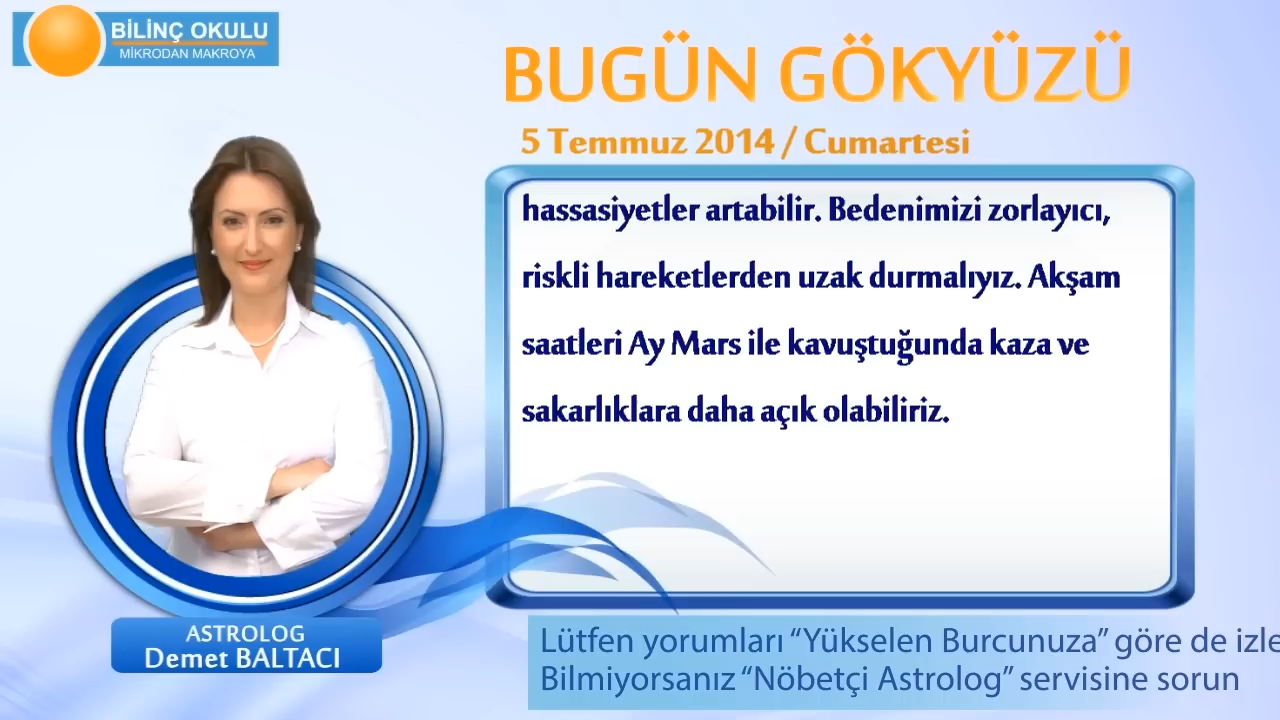 BİLİNÇ OKULU
MİKRODAN MAKROYA
BUGÜN GÖKYÜZÜ
5 Temmuz 2014 / Cumartesi
hassasiyetler artabilir. Bedenimizi zorlayıcı,
riskli hareketlerden uzak durmalıyız. Akşam
saatleri Ay Mars ile kavuştuğunda kaza ve
sakarlıklara daha açık olabiliriz.
ASTROLOG
Demet BALTACI
Lütfen yorumları “Yükselen Burcunuza” göre de izle
Bilmiyorsanız “Nöbetçi Astrolog” servisine sorun